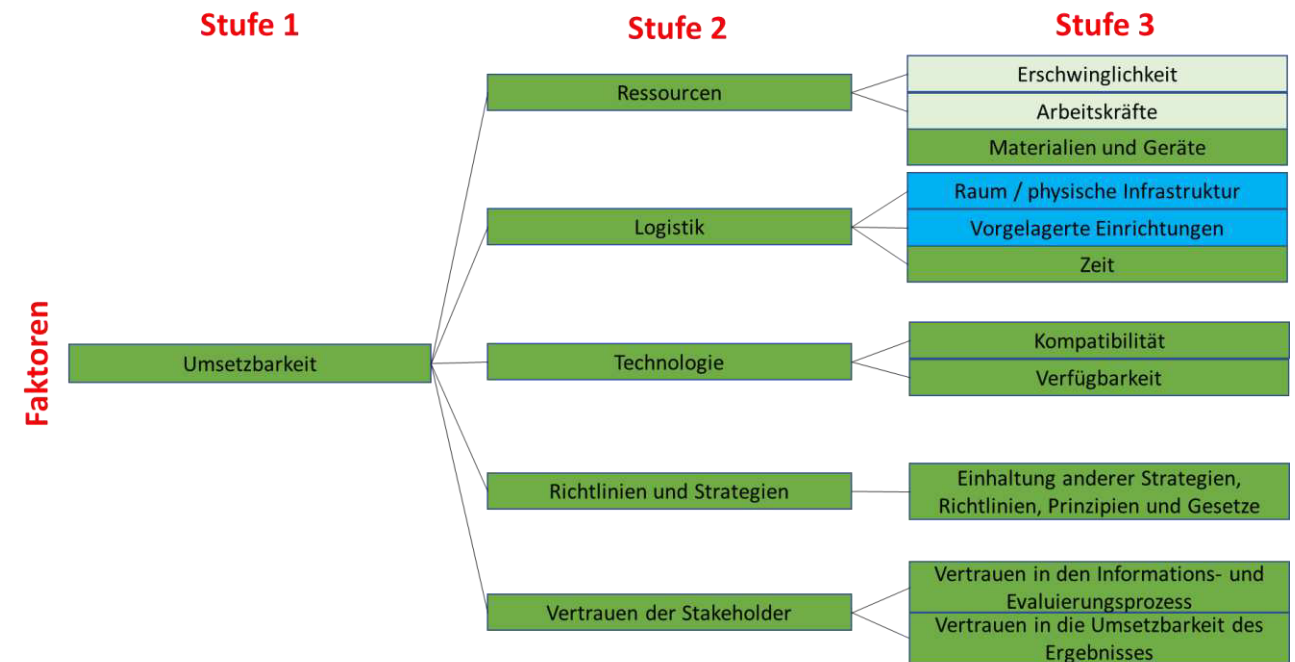 Stufe 1
Stufe 2
Stufe 3
Faktoren
Umsetzbarkeit
Ressourcen
Erschwinglichkeit
Arbeitskräfte
Materialien und Geräte
Logistik
Raum / physische Infrastruktur
Vorgelagerte Einrichtungen
Zeit
Technologie
Kompatibilität
Verfügbarkeit
Richtlinien und Strategien
Einhaltung anderer Strategien,
Richtlinien, Prinzipien und Gesetze
Vertrauen der Stakeholder
Vertrauen in den Informations- und
Evaluierungsprozess
Vertrauen in die Umsetzbarkeit des
Ergebnisses